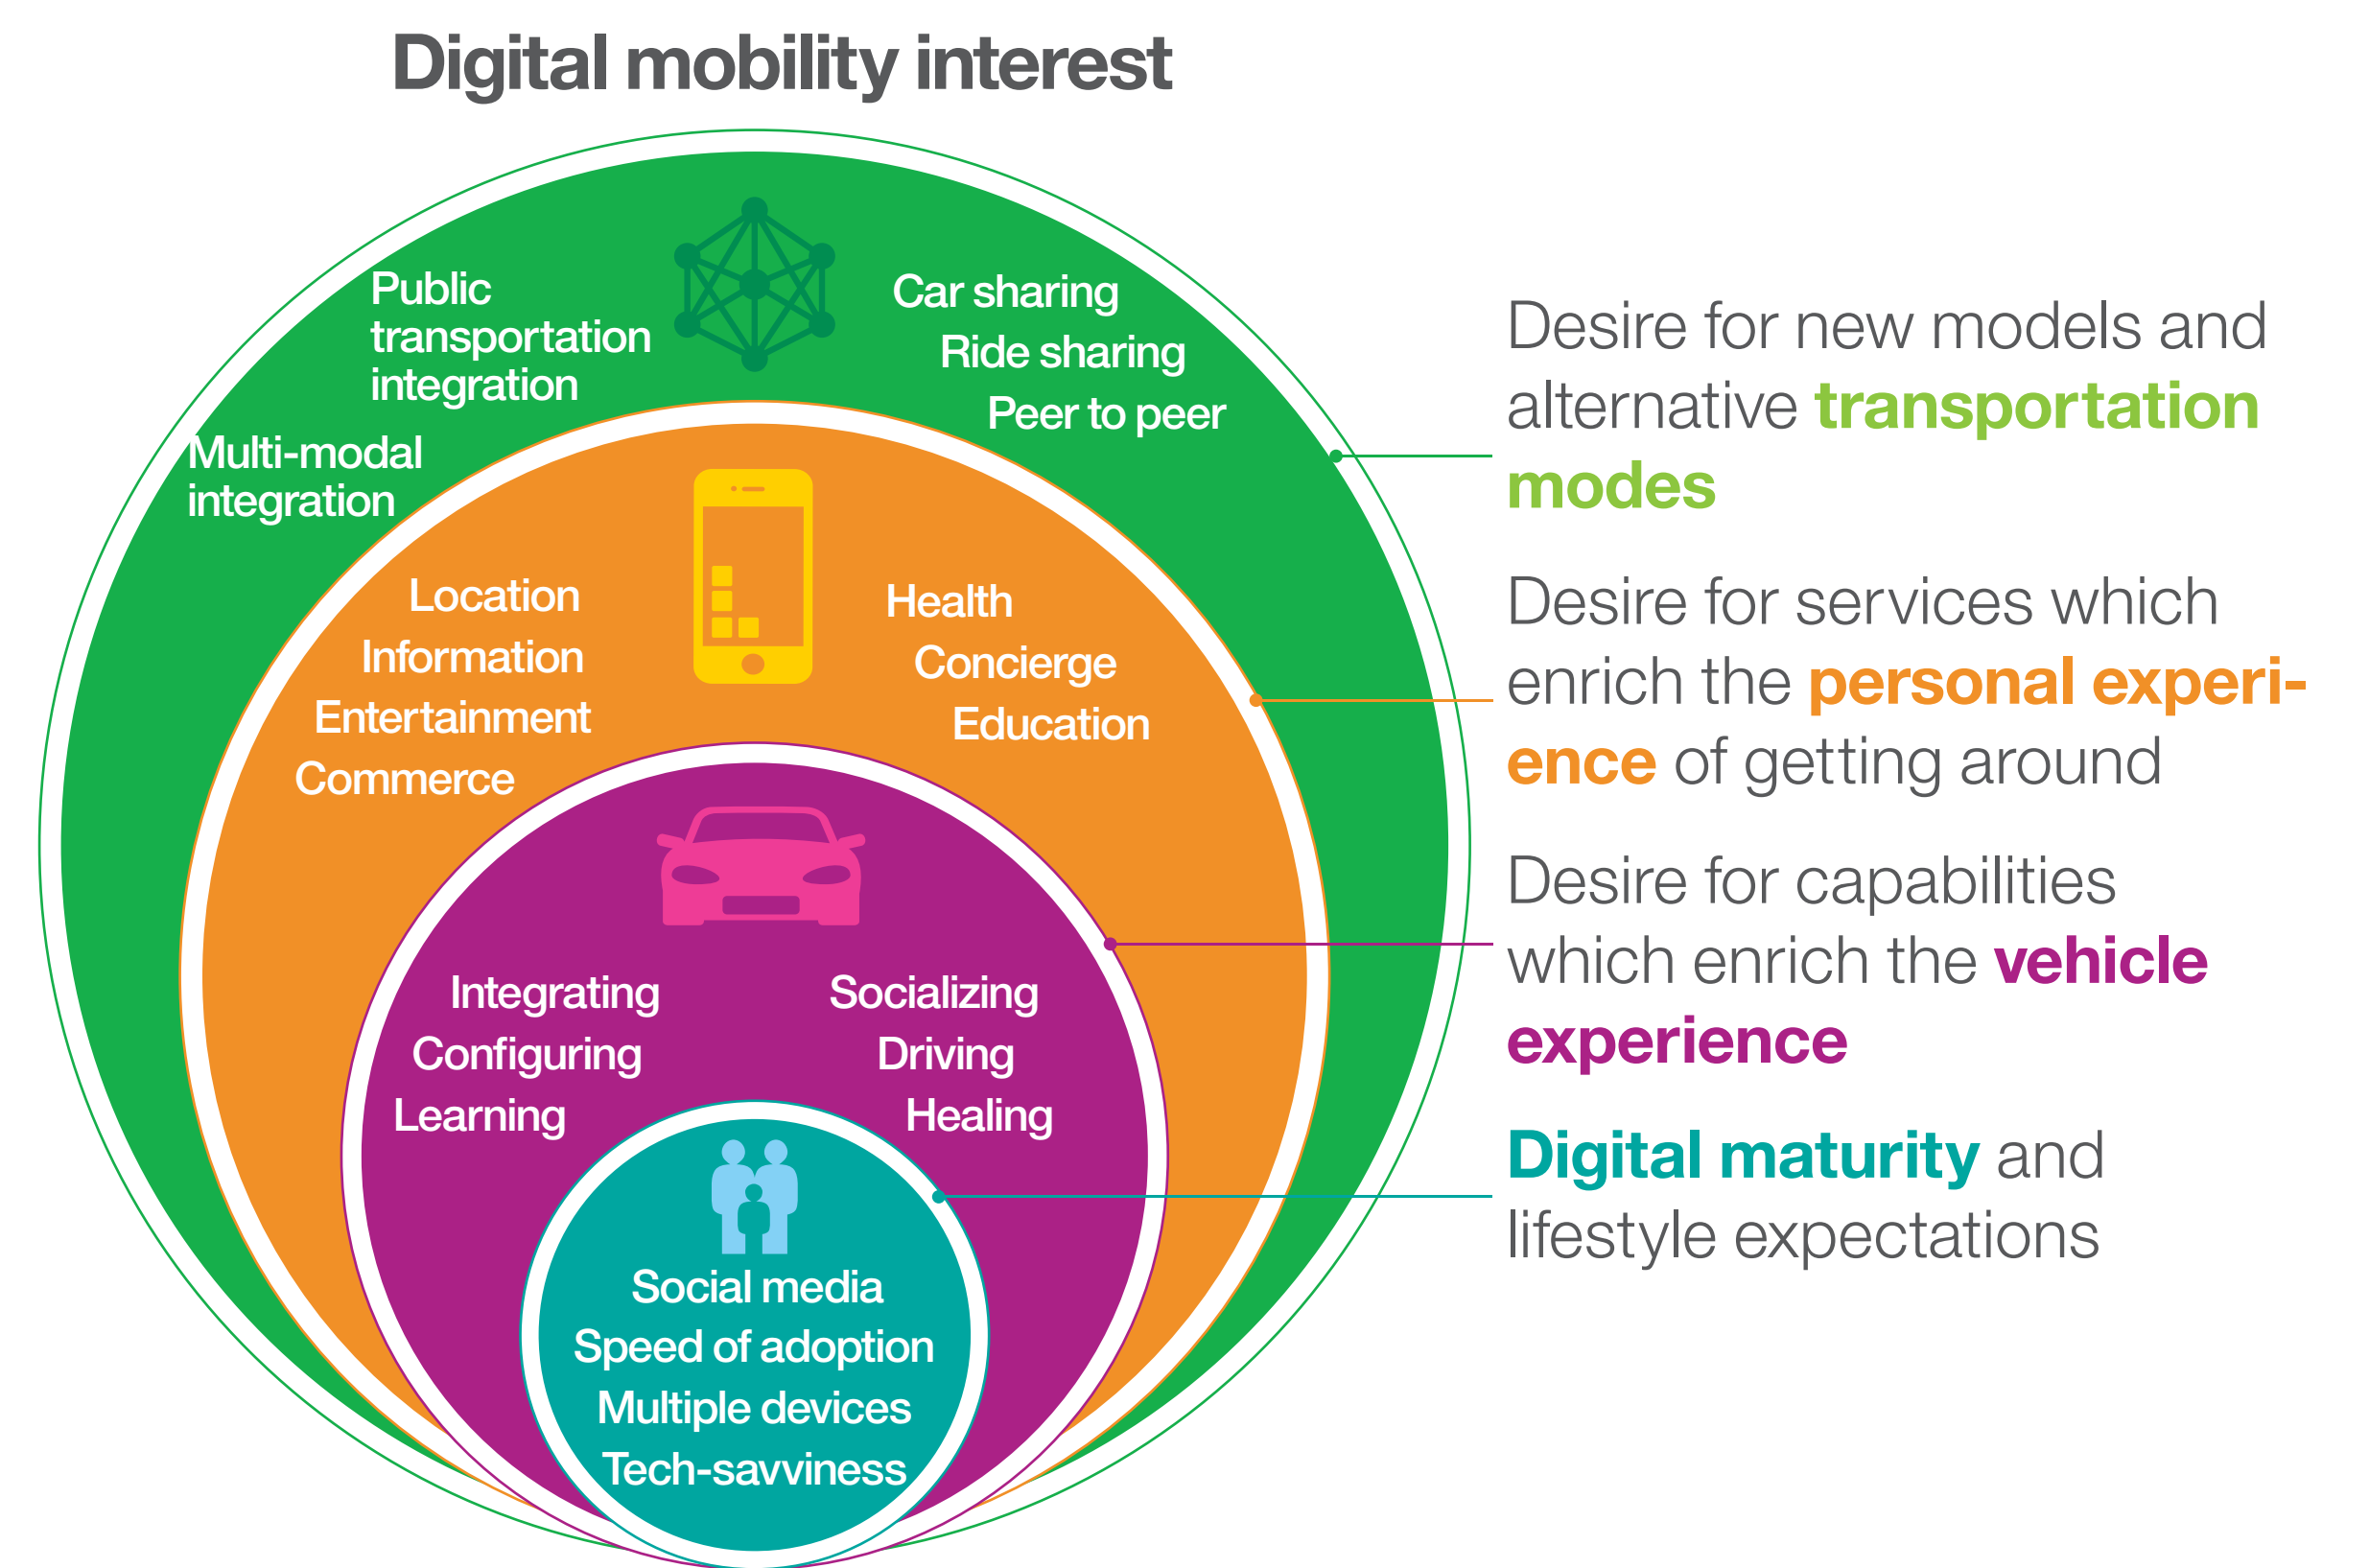 Digital mobility interest
Public
transportation
integration
Multi-modal
integration
Car sharing
Ride sharing
Peer to peer
Location
Information
Entertainment
Commerce
Health
Concierge
Education
Integrating
Configuring
Learning
Socializing
Driving
Healing
Social media
Speed of adoption
Multiple devices
Tech-savviness
Desire for new models and
alternative transportation
modes
Desire for services which
enrich the personal experi-
ence of getting around
Desire for capabilities
which enrich the vehicle
experience
Digital maturity and
lifestyle expectations